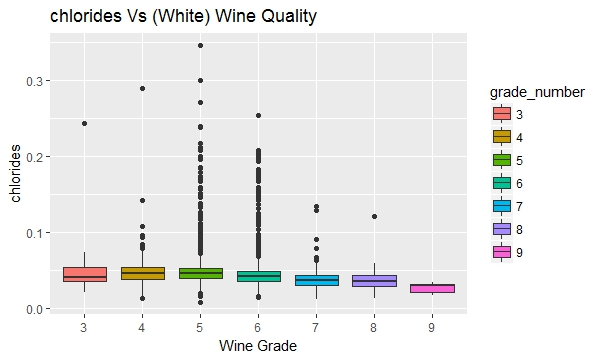 chlorides Vs (White) Wine Quality
chlorides
0.3
0.2
0.1
0.0
3 4 5 6 7 8 9
Wine Grade
grade_number
3
4
5
6
7
8
9